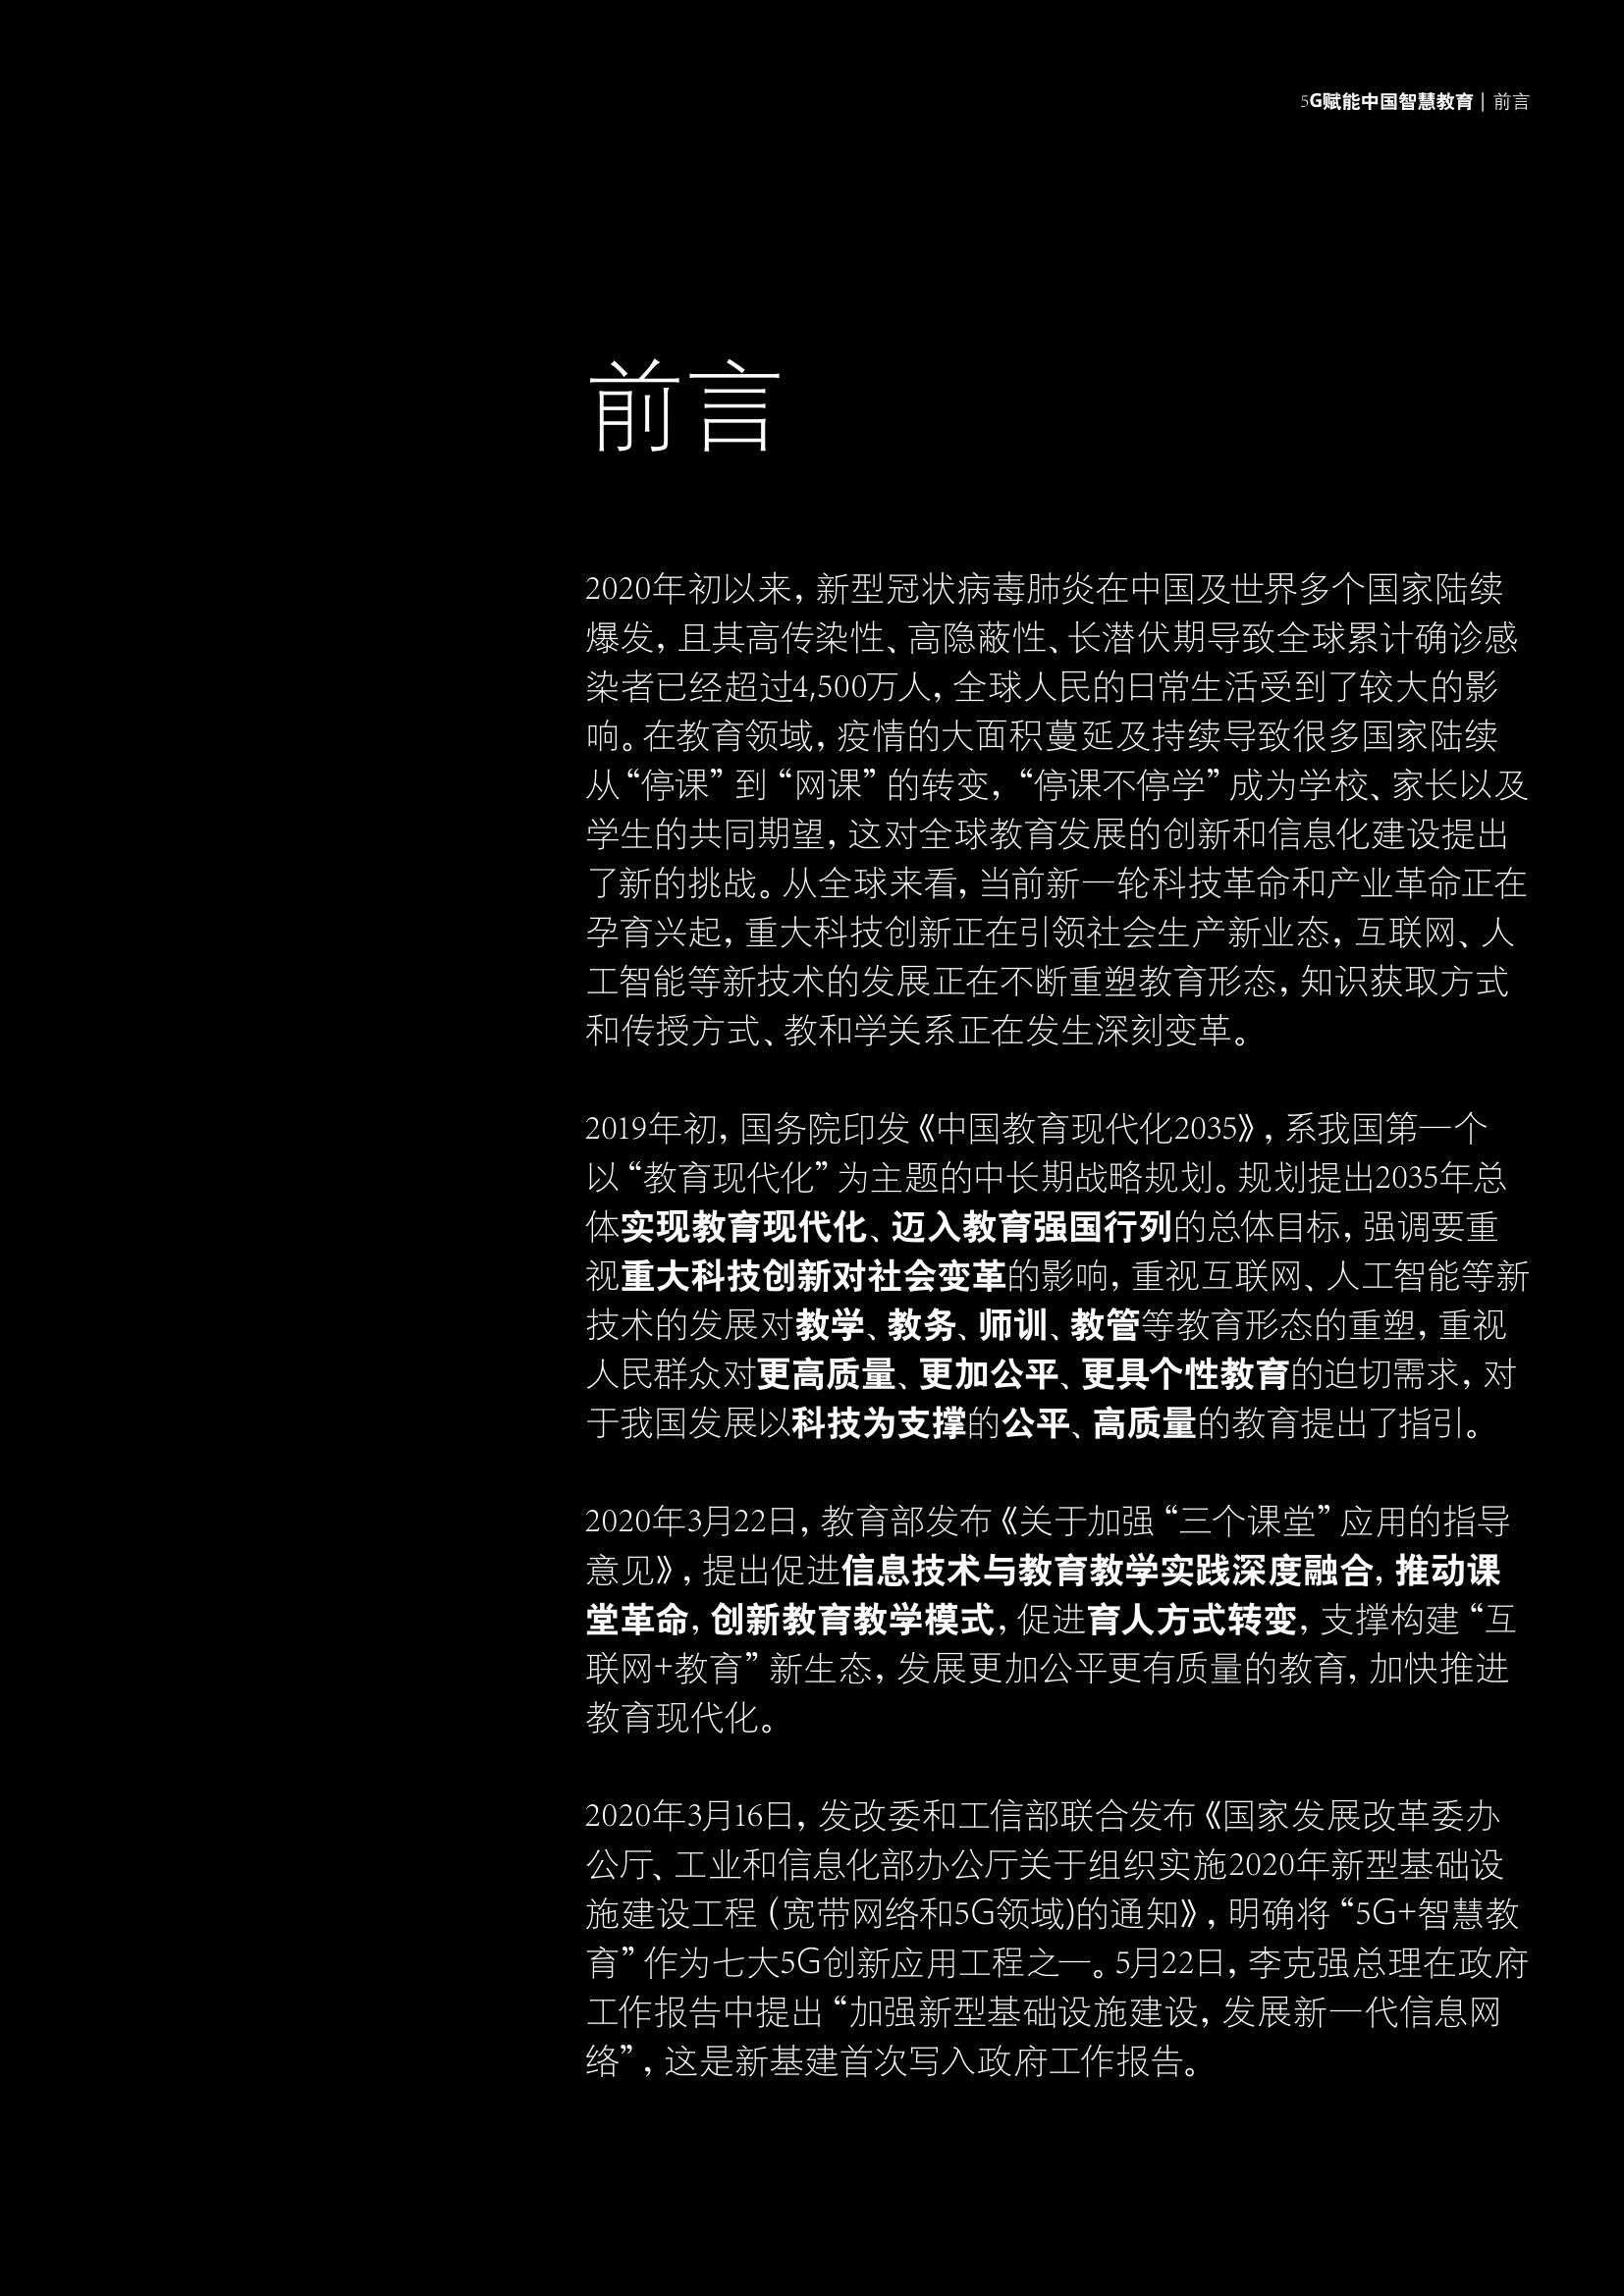 5G赋能中国智慧教育 | 前言
前言
2020年初以来，新型冠状病毒肺炎在中国及世界多个国家陆续
爆发，且其高传染性、高隐蔽性、长潜伏期导致全球累计确诊感
染者已经超过4,500万人，全球人民的日常生活受到了较大的影
响。在教育领域，疫情的大面积蔓延及持续导致很多国家陆续
从“停课”到“网课”的转变，“停课不停学”成为学校、家长以及
学生的共同期望，这对全球教育发展的创新和信息化建设提出
了新的挑战。从全球来看，当前新一轮科技革命和产业革命正在
孕育兴起，重大科技创新正在引领社会生产新业态，互联网、人
工智能等新技术的发展正在不断重塑教育形态，知识获取方式
和传授方式、教和学关系正在发生深刻变革。
2019年初，国务院印发《中国教育现代化2035》，系我国第一个
以“教育现代化”为主题的中长期战略规划。规划提出2035年总
体实现教育现代化、迈入教育强国行列的总体目标，强调要重
视重大科技创新对社会变革的影响，重视互联网、人工智能等新
技术的发展对教学、教务、师训、教管等教育形态的重塑，重视
人民群众对更高质量、更加公平、更具个性教育的迫切需求，对
于我国发展以科技为支撑的公平、高质量的教育提出了指引。
2020年3月22日，教育部发布《关于加强“三个课堂”应用的指导
意见》，提出促进信息技术与教育教学实践深度融合，推动课
堂革命，创新教育教学模式，促进育人方式转变，支撑构建“互
联网+教育”新生态，发展更加公平更有质量的教育，加快推进
教育现代化。
2020年3月16日，发改委和工信部联合发布《国家发展改革委办
公厅、工业和信息化部办公厅关于组织实施2020年新型基础设
施建设工程（宽带网络和5G领域)的通知》，明确将“5G+智慧教
育”作为七大5G创新应用工程之一。5月22日，李克强总理在政府
工作报告中提出“加强新型基础设施建设，发展新一代信息网
络”，这是新基建首次写入政府工作报告。